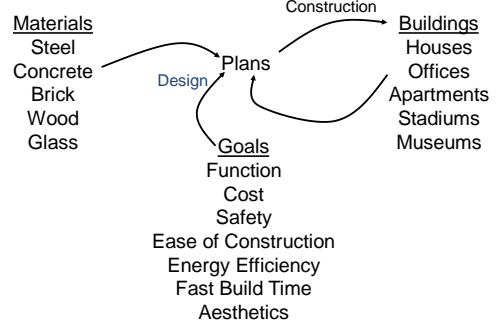 Construction
Materials
Steel
Concrete
Brick
Wood
Glass
Plans
Design
Buildings
Houses
Offices
Apartments
Stadiums
Museums
Goals
Function
Cost
Safety
Ease of Construction
Energy Efficiency
Fast Build Time
Aesthetics